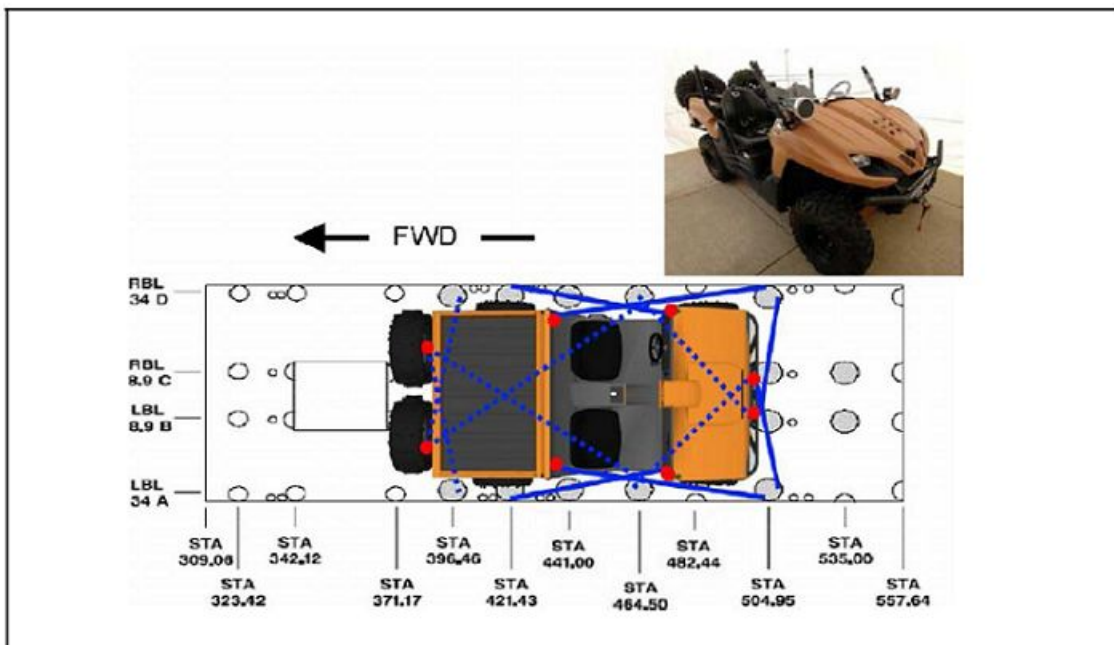 FWD
RBL
34 D
RBL
8.9 C
LBL
8.9 B
LBL
34 A
STA
309.06
STA
342.12
STA
396.46
STA
441.00
STA
482.44
STA
535.00
STA
323.42
STA
371.17
STA
421.43
STA
464.50
STA
504.95
STA
557.64